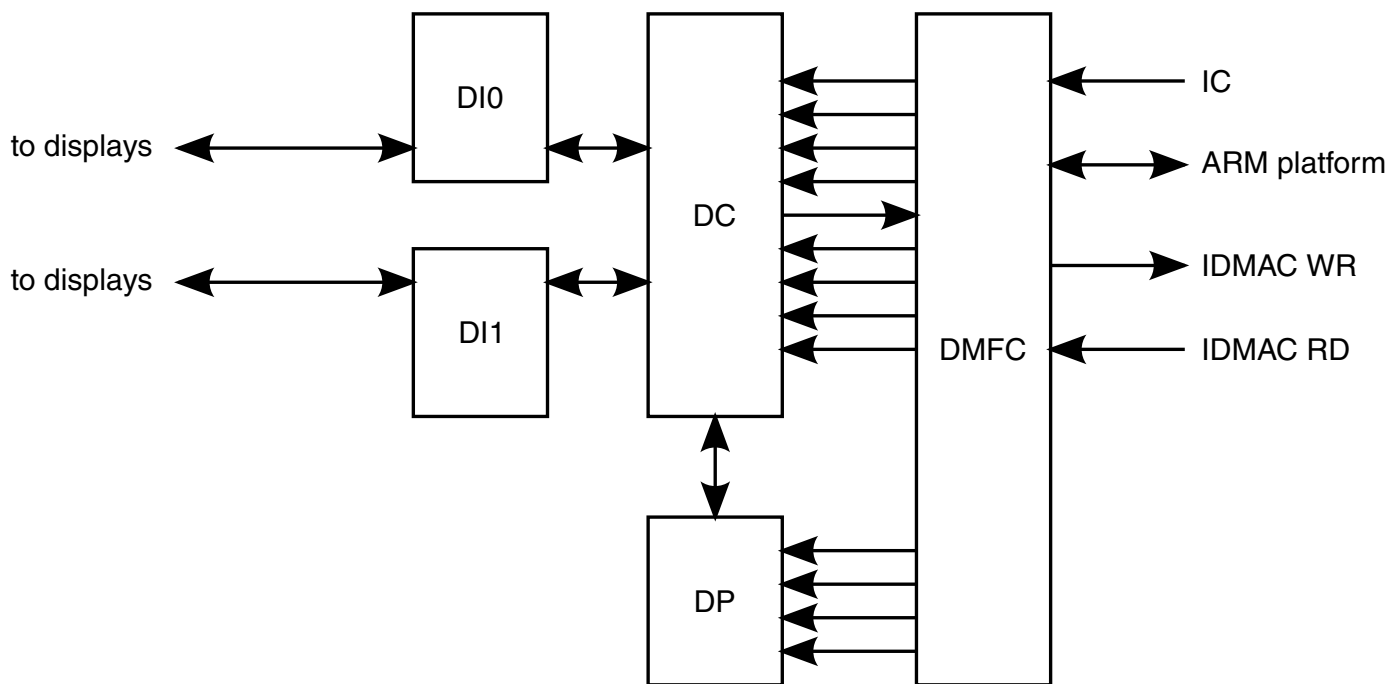 DI0
to displays
DI1
to displays
DC
DP
DMFC
IC
ARM platform
IDMAC WR
IDMAC RD